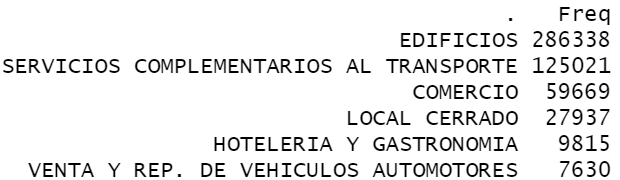 . Freq
EDIFICIOS 286338
SERVICIOS COMPLEMENTARIOS AL TRANSPORTE 125021
COMERCIO 59669
LOCAL CERRADO 27937
HOTELERIA Y GASTRONOMIA 9815
VENTA Y REP. DE VEHICULOS AUTOMOTORES 7630